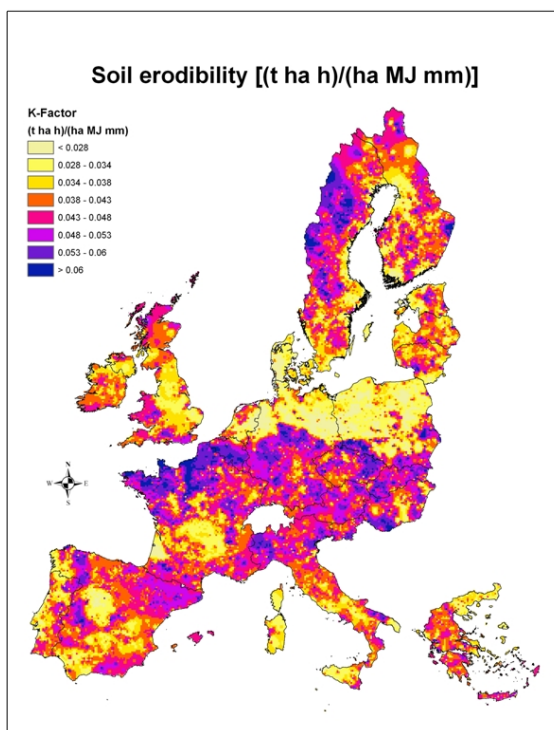 Soil erodibility [(t ha h)/(ha MJ mm)]
K-Factor
(t ha h)/(ha MJ mm)
< 0.028
0.028 - 0.034
0.034 - 0.038
0.038 - 0.043
0.043 - 0.048
0.048 - 0.053
0.053 - 0.06
> 0.06
N
W E
S